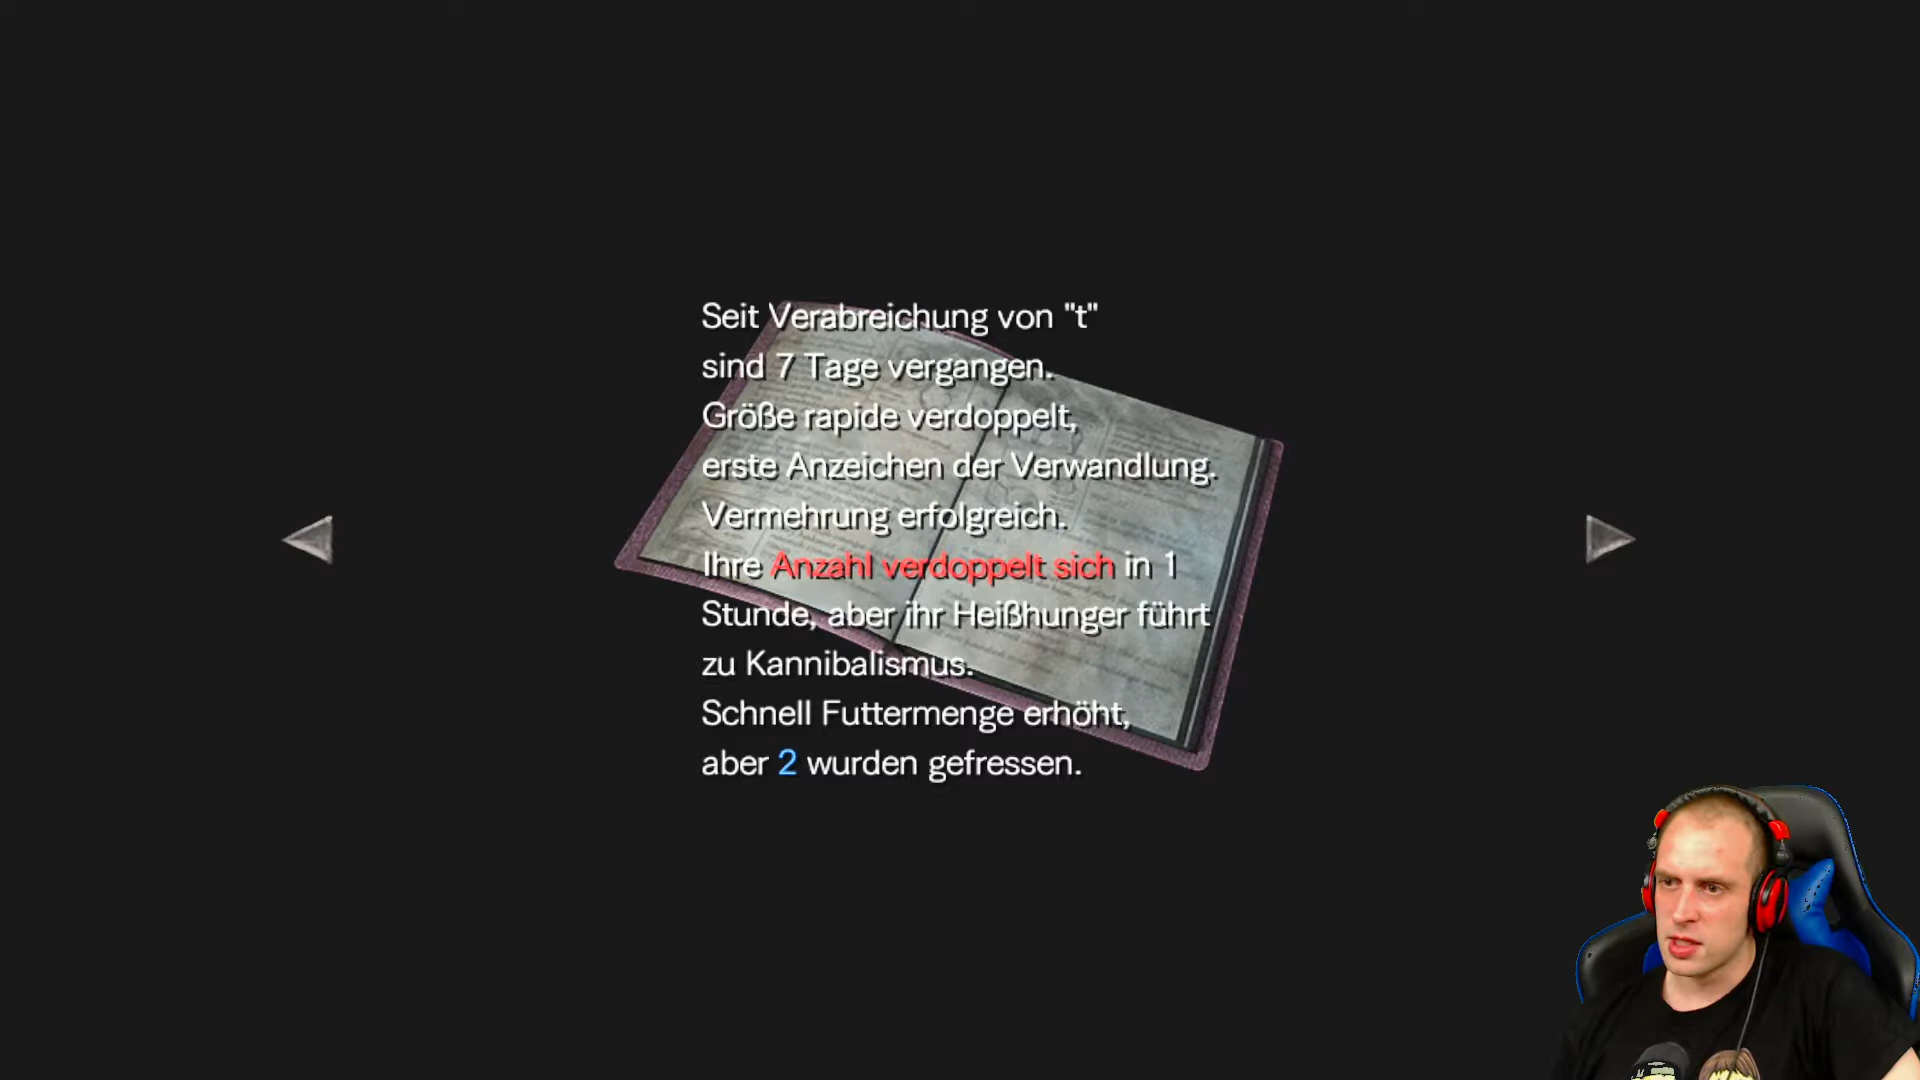 Seit Verabreichung von "t"
sind 7 Tage vergangen.
Größe rapide verdoppelt,
erste Anzeichen der Verwandlung.
Vermehrung erfolgreich.
Ihre Anzahl verdoppelt sich in 1
Stunde, aber ihr Heißhunger führt
zu Kannibalismus.
Schnell Futtermenge erhöht,
aber 2 wurden gefressen.